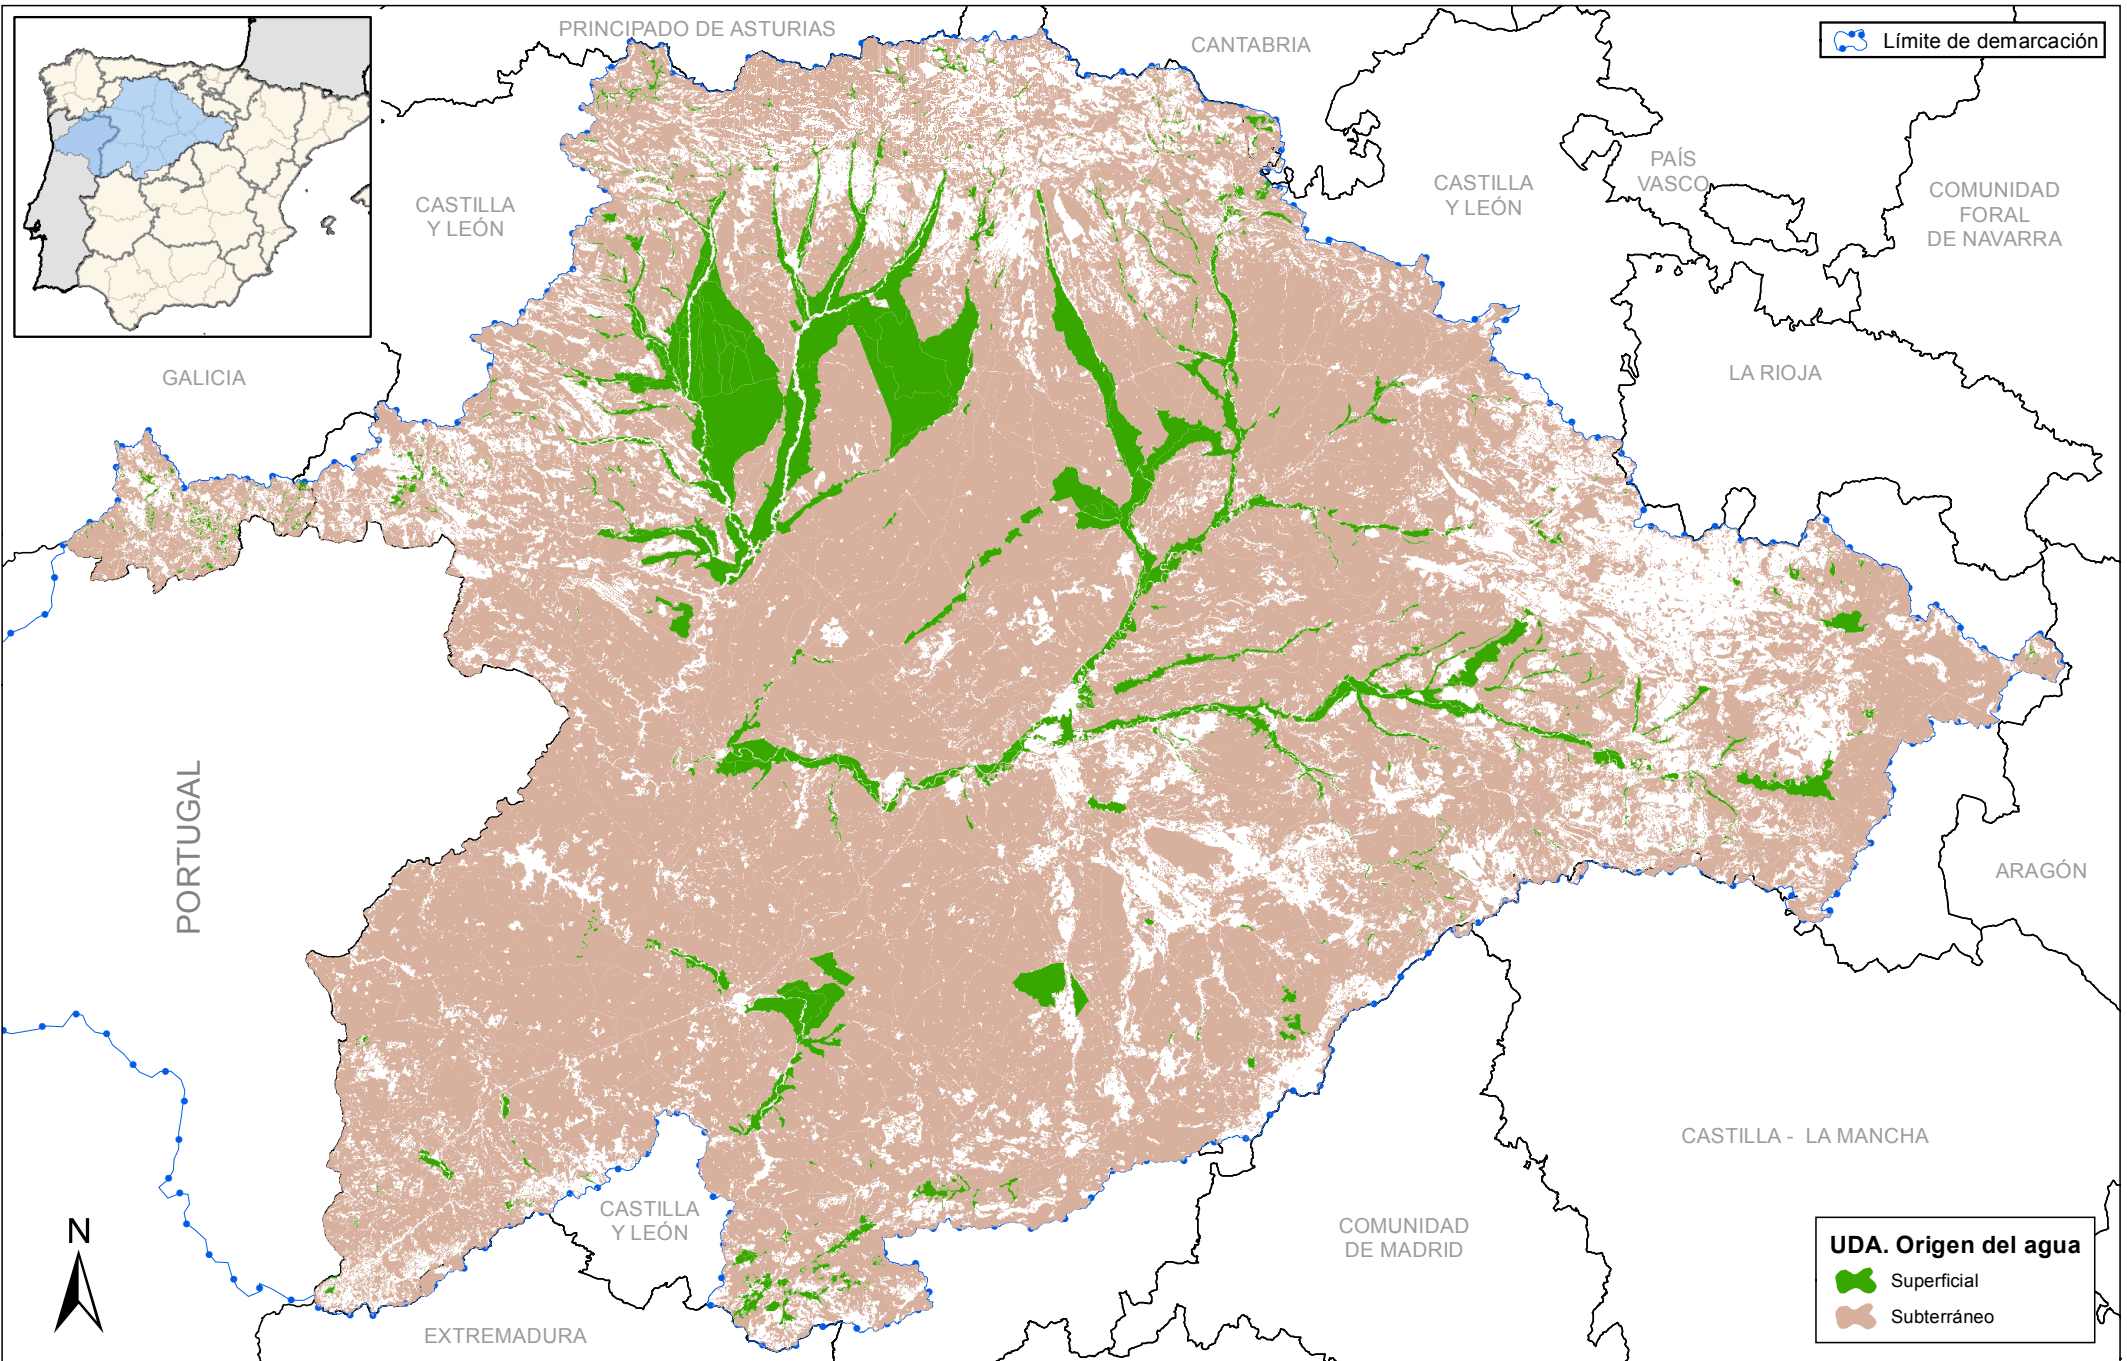 PRINCIPADO DE ASTURIAS
CANTABRIA
Límite de demarcación
CASTILLA
Y LEÓN
CASTILLA
Y LEÓN
PAÍS
VASCO
COMUNIDAD
FORAL
DE NAVARRA
GALICIA
LA RIOJA
PORTUGAL
ARAGÓN
CASTILLA - LA MANCHA
CASTILLA
Y LEÓN
COMUNIDAD
DE MADRID
EXTREMADURA
N
UDA. Origen del agua
Superficial
Subterráneo